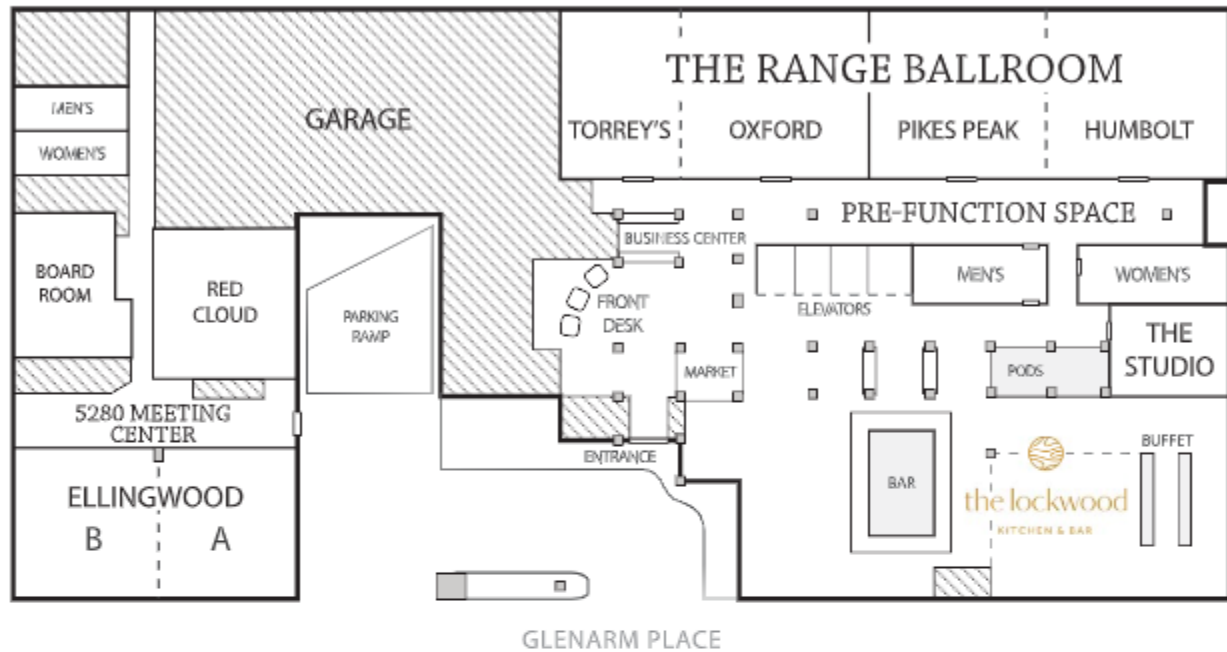 THE RANGE BALLROOM
TORREY'S
OXFORD
PIKES PEAK
HUMBOLT
GARAGE
MEN'S
WOMEN'S
PRE-FUNCTION SPACE
BUSINESS CENTER
BOARD
ROOM
RED
CLOUD
PARKING
RAMP
FRONT
DESK
ELEVATORS
MEN'S
WOMEN'S
THE
STUDIO
MARKET
PODS
5280 MEETING
CENTER
ENTRANCE
BAR
BUFFET
the lockwood
KITCHEN & BAR
ELLINGWOOD
B
A
GLENARM PLACE